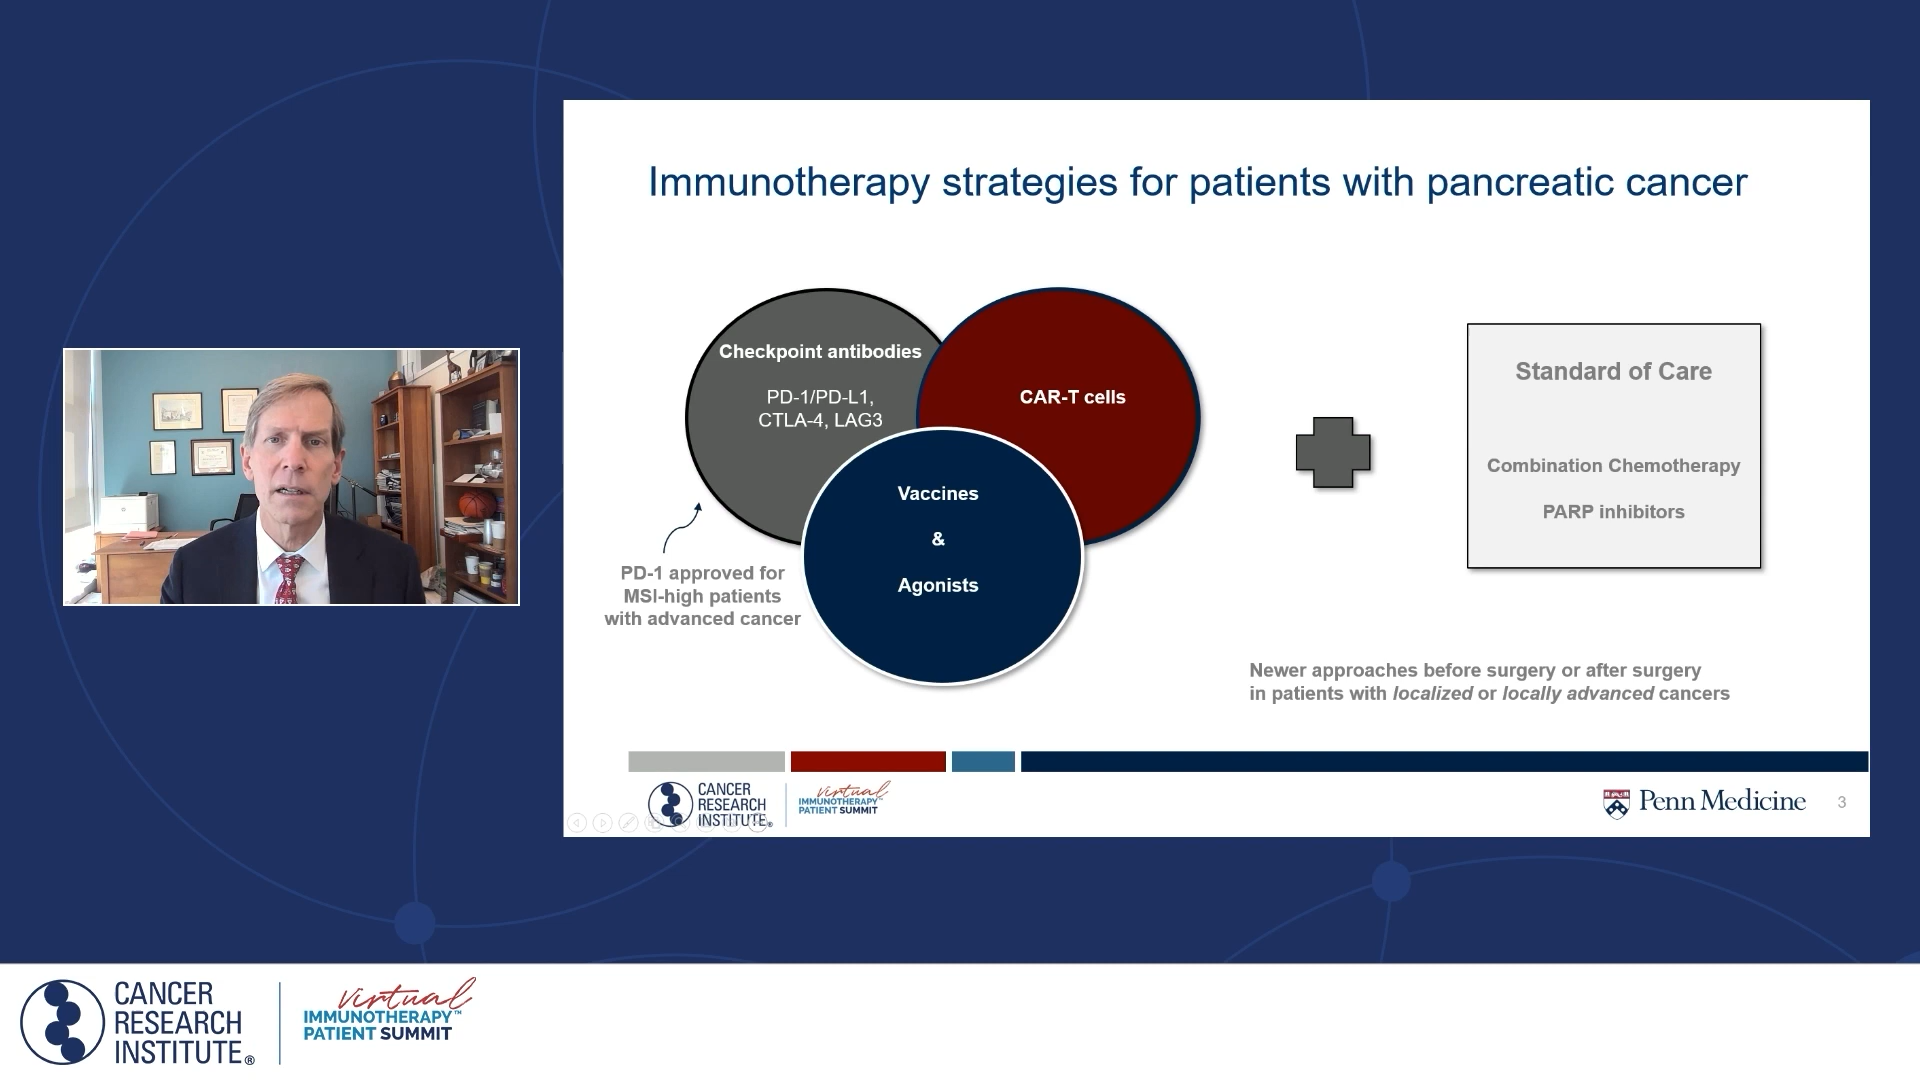 Immunotherapy strategies for patients with pancreatic cancer
Checkpoint antibodies
PD-1/PD-L1,
CTLA-4, LAG3
CAR-T cells
Vaccines
&
Agonists
PD-1 approved for
MSI-high patients
with advanced cancer
Standard of Care
Combination Chemotherapy
PARP inhibitors
Newer approaches before surgery or after surgery
in patients with localized or locally advanced cancers
CANCER
RESEARCH
INSTITUTE®
virtual
IMMUNOTHERAPY™
PATIENT SUMMIT
Penn Medicine
3
CANCER
RESEARCH
INSTITUTE®
virtual
IMMUNOTHERAPY™
PATIENT SUMMIT